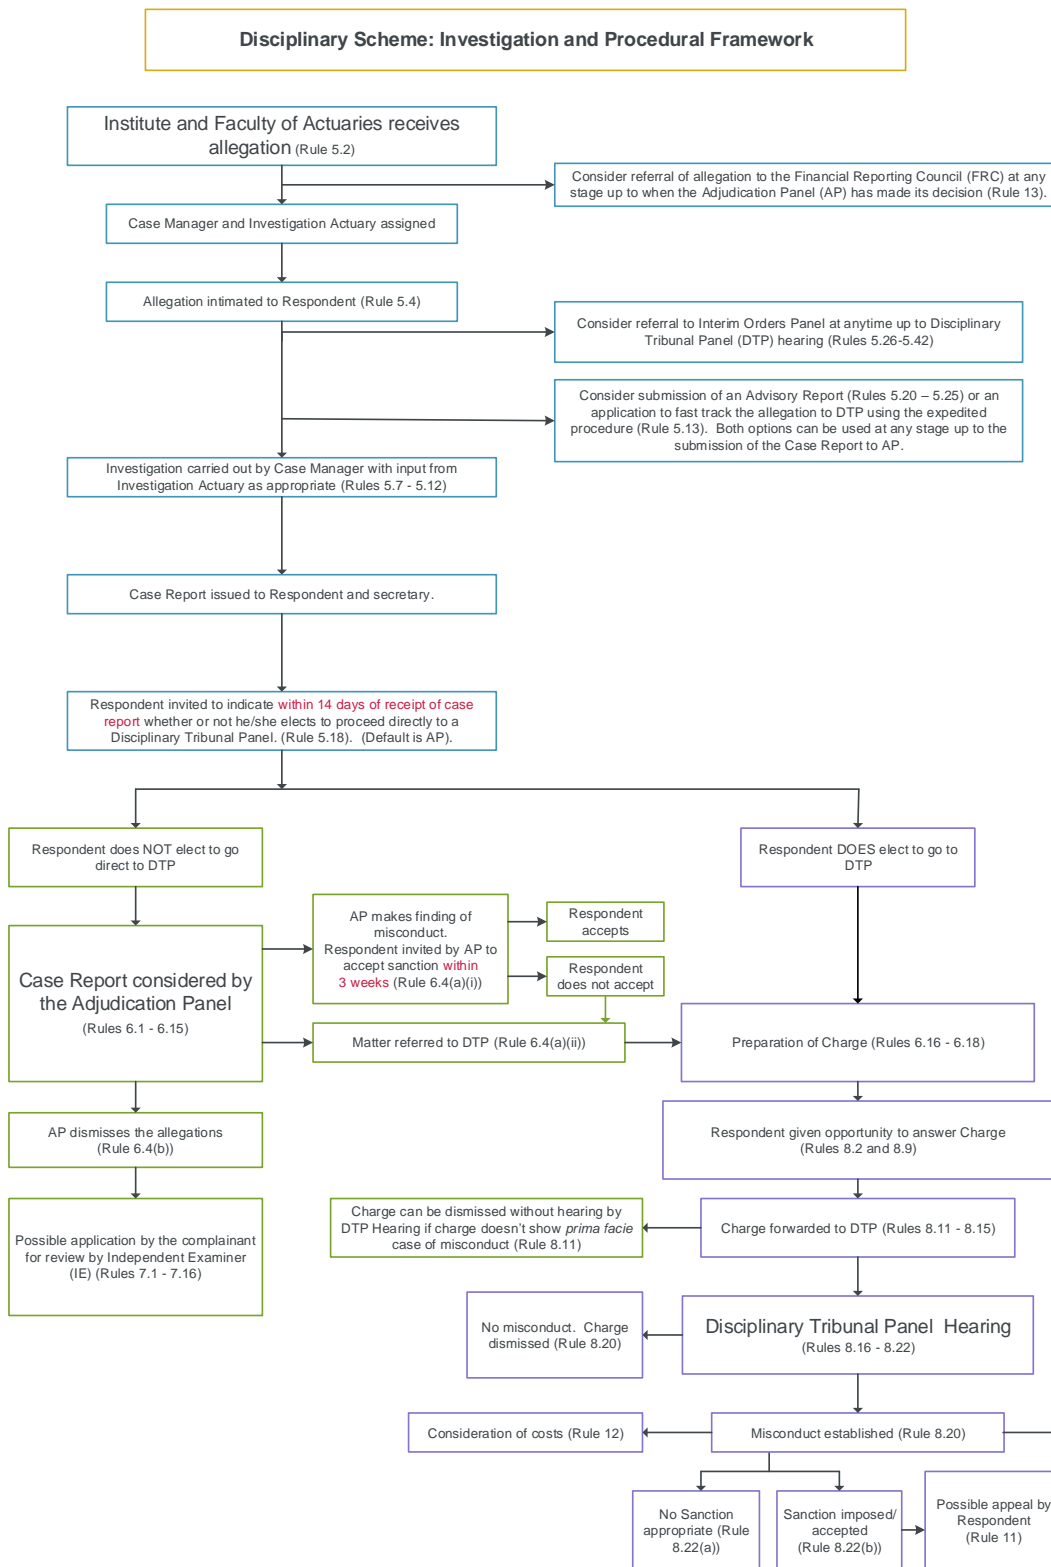 Disciplinary Scheme: Investigation and Procedural Framework
Institute and Faculty of Actuaries receives
allegation (Rule 5.2)
Consider referral of allegation to the Financial Reporting Council (FRC) at any
stage up to when the Adjudication Panel (AP) has made its decision (Rule 13).
Case Manager and Investigation Actuary assigned
Allegation intimated to Respondent (Rule 5.4)
Consider referral to Interim Orders Panel at anytime up to Disciplinary
Tribunal Panel (DTP) hearing (Rules 5.26-5.42)
Consider submission of an Advisory Report (Rules 5.20 – 5.25) or an
application to fast track the allegation to DTP using the expedited
procedure (Rule 5.13).  Both options can be used at any stage up to the
submission of the Case Report to AP.
Investigation carried out by Case Manager with input from
Investigation Actuary as appropriate (Rules 5.7 - 5.12)
Case Report issued to Respondent and secretary.
Respondent invited to indicate within 14 days of receipt of case
report whether or not he/she elects to proceed directly to a
Disciplinary Tribunal Panel. (Rule 5.18).  (Default is AP).
Respondent does NOT elect to go
direct to DTP
Respondent DOES elect to go to
DTP
AP makes finding of
misconduct.
Respondent invited by AP to
accept sanction within
3 weeks (Rule 6.4(a)(i))
Respondent
accepts
Respondent
does not accept
Case Report considered by
the Adjudication Panel
(Rules 6.1 - 6.15)
Matter referred to DTP (Rule 6.4(a)(ii))
Preparation of Charge (Rules 6.16 - 6.18)
AP dismisses the allegations
(Rule 6.4(b))
Respondent given opportunity to answer Charge
(Rules 8.2 and 8.9)
Possible application by the complainant
for review by Independent Examiner
(IE) (Rules 7.1 - 7.16)
Charge can be dismissed without hearing by
DTP Hearing if charge doesn't show prima facie
case of misconduct (Rule 8.11)
Charge forwarded to DTP (Rules 8.11 - 8.15)
No misconduct.  Charge
dismissed (Rule 8.20)
Disciplinary Tribunal Panel  Hearing
(Rules 8.16 - 8.22)
Consideration of costs (Rule 12)
Misconduct established (Rule 8.20)
No Sanction
appropriate (Rule
8.22(a))
Sanction imposed/
accepted
(Rule 8.22(b))
Possible appeal by
Respondent
(Rule 11)